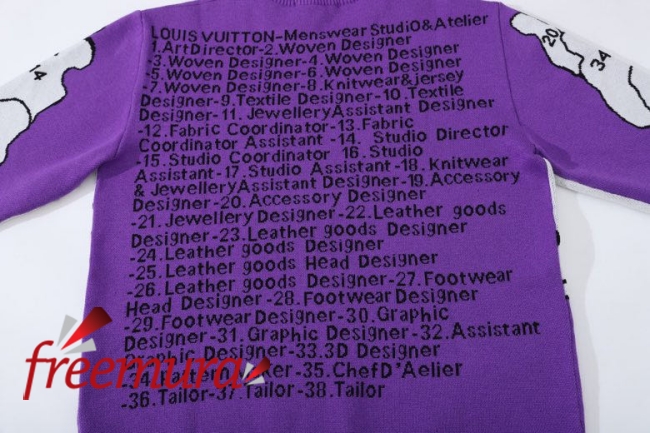 LOUIS VUITTON-Menswear StudiO&Atelier
1.ArtDirector-2.Woven Designer
-3.Woven Designer-4.Woven Designer
-5.Woven Designer-6.Woven Designer
-7.Woven Designer-8.Knitwear&jersey
Designer-9.Textile Designer-10.Textile
Designer-11.JewelleryAssistant Designer
-12.Fabric Coordinator-13.Fabric
Coordinator Assistant -14. Studio Director
-15.Studio Coordinator 16.Studio
Assistant-17.Studio Assistant-18.Knitwear
& JewelleryAssistant Designer-19.Accessory
Designer-20.Accessory Designer
-21.Jewellery Designer-22.Leather goods
Designer-23.Leather goods Designer
-24.Leather goods Designer
-25.Leather goods Head Designer
-26.Leather goods Designer-27.Footwear
Head Designer-28.Footwear Designer
-29.Footwear Designer-30.Graphic
Designer-31.Graphic Designer-32.Assistant
Graphic Designer-33.3D Designer
-35.ChefD'Aelier
-36.Tailor-37.Tailor-38.Tailor
14
20
34
freemura